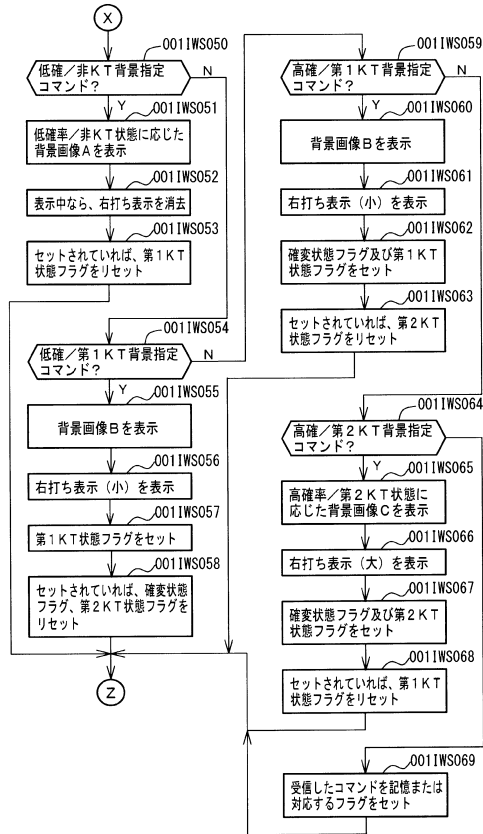 X
001IWS050
低確／非KT背景指定
コマンド？
N
Y
001IWS051
低確率／非KT状態に応じた
背景画像Aを表示
001IWS052
表示中なら、右打ち表示を消去
001IWS053
セットされていれば、第1KT
状態フラグをリセット
001IWS054
低確／第1KT背景指定
コマンド？
N
Y
001IWS055
背景画像Bを表示
001IWS056
右打ち表示（小）を表示
001IWS057
第1KT状態フラグをセット
001IWS058
セットされていれば、確変状態
フラグ、第2KT状態フラグを
リセット
Z
001IWS059
高確／第1KT背景指定
コマンド？
N
Y
001IWS060
背景画像Bを表示
001IWS061
右打ち表示（小）を表示
001IWS062
確変状態フラグ及び第1KT
状態フラグをセット
001IWS063
セットされていれば、第2KT
状態フラグをリセット
001IWS064
高確／第2KT背景指定
コマンド？
Y
001IWS065
高確率／第2KT状態に
応じた背景画像Cを表示
001IWS066
右打ち表示（大）を表示
001IWS067
確変状態フラグ及び第2KT
状態フラグをセット
001IWS068
セットされていれば、第1KT
状態フラグをリセット
001IWS069
受信したコマンドを記憶または
対応するフラグをセット